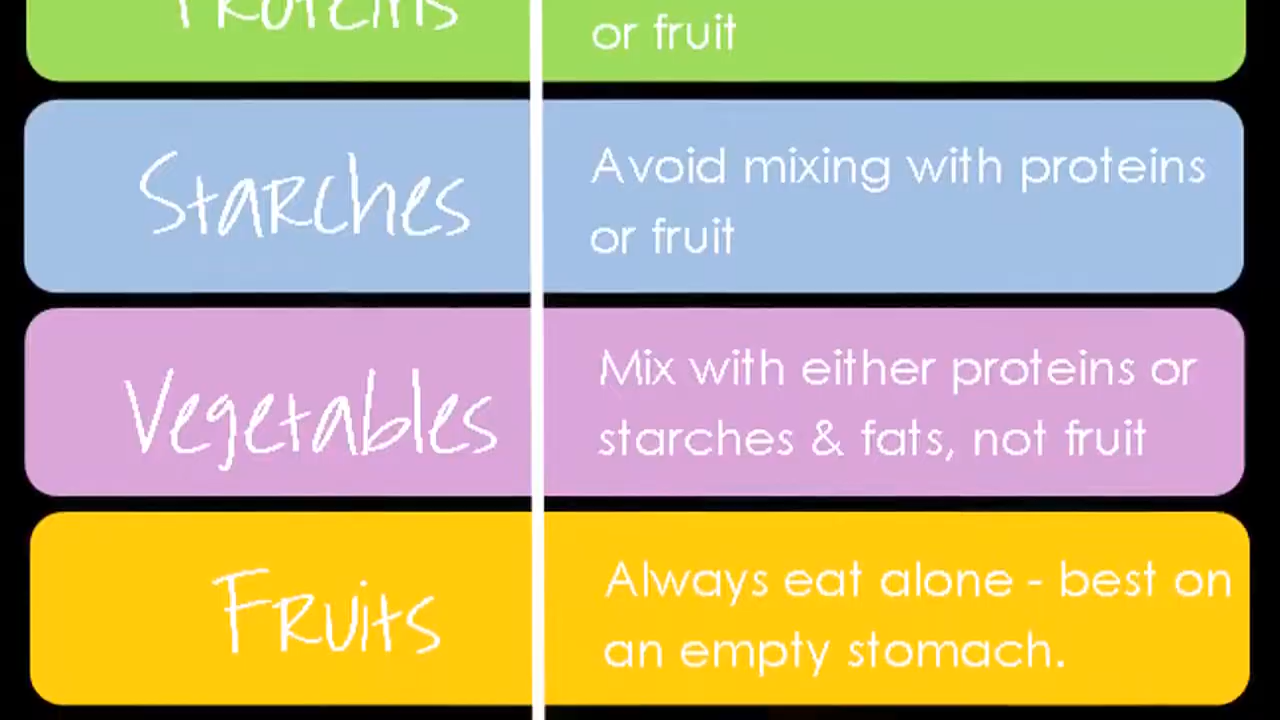 Proteins
or fruit
Starches
Avoid mixing with proteins
or fruit
Vegetables
Mix with either proteins or
starches & fats, not fruit
Fruits
Always eat alone - best on
an empty stomach.